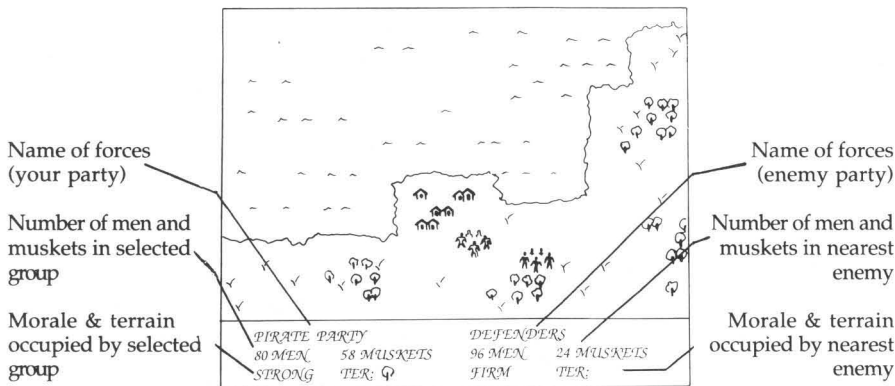 Name of forces
(your party)
Number of men and
muskets in selected
group
Morale & terrain
occupied by selected
group
PIRATE PARTY
80 MEN 58 MUSKETS
STRONG TER:
DEFENDERS
96 MEN 24 MUSKETS
FIRM TER:
Name of forces
(enemy party)
Number of men and
muskets in nearest
enemy
Morale & terrain
occupied by nearest
enemy